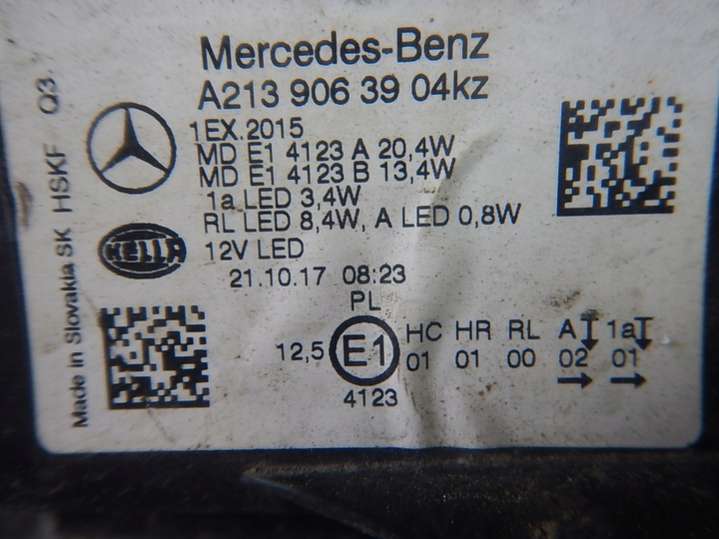 Mercedes-Benz
A213 906 39 04kz
1EX.2015
MD E1 4123 A 20,4W
MD E1 4123 B 13,4W
1a LED 3,4W
RL LED 8,4W, A LED 0,8W
12V LED
21.10.17 08:23
PL
HELLA
Made in Slovakia SK HSKF Q3.
12,5 E1 HC HR RL A 1a
01 01 00 02 01
4123